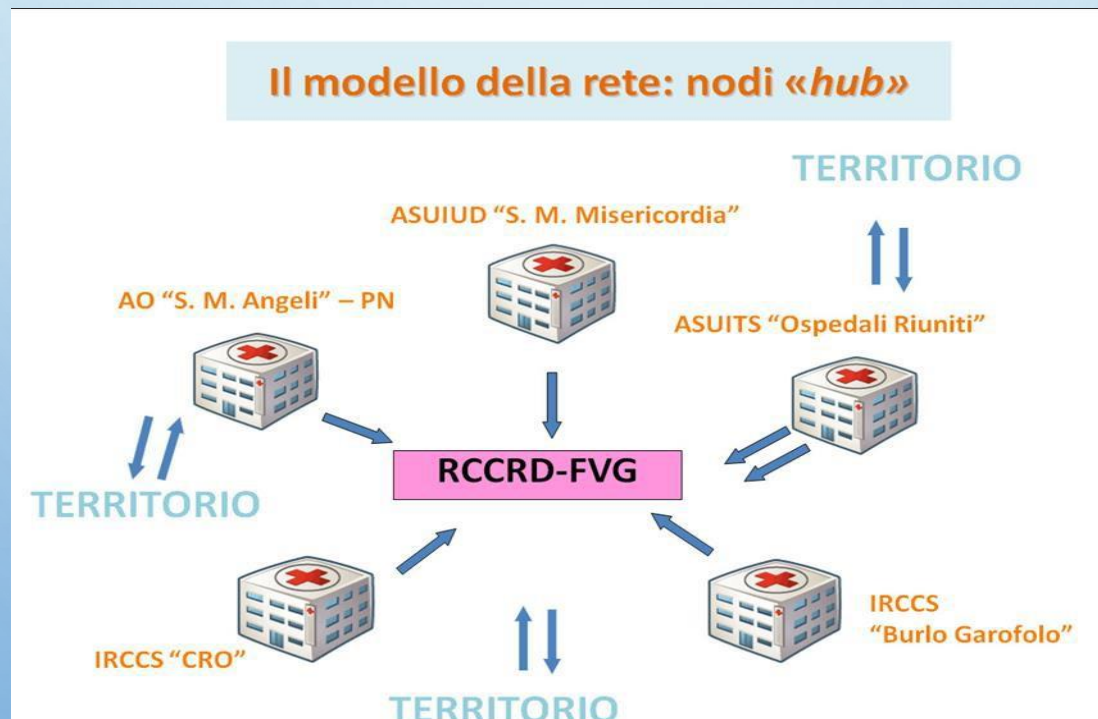 Il modello della rete: nodi «hub»
TERRITORIO
ASUIUD “S. M. Misericordia”
AO “S. M. Angeli” – PN
ASUITS “Ospedali Riuniti”
RCCRD-FVG
TERRITORIO
IRCCS “CRO”
IRCCS
“Burlo Garofolo”
TERRITORIO